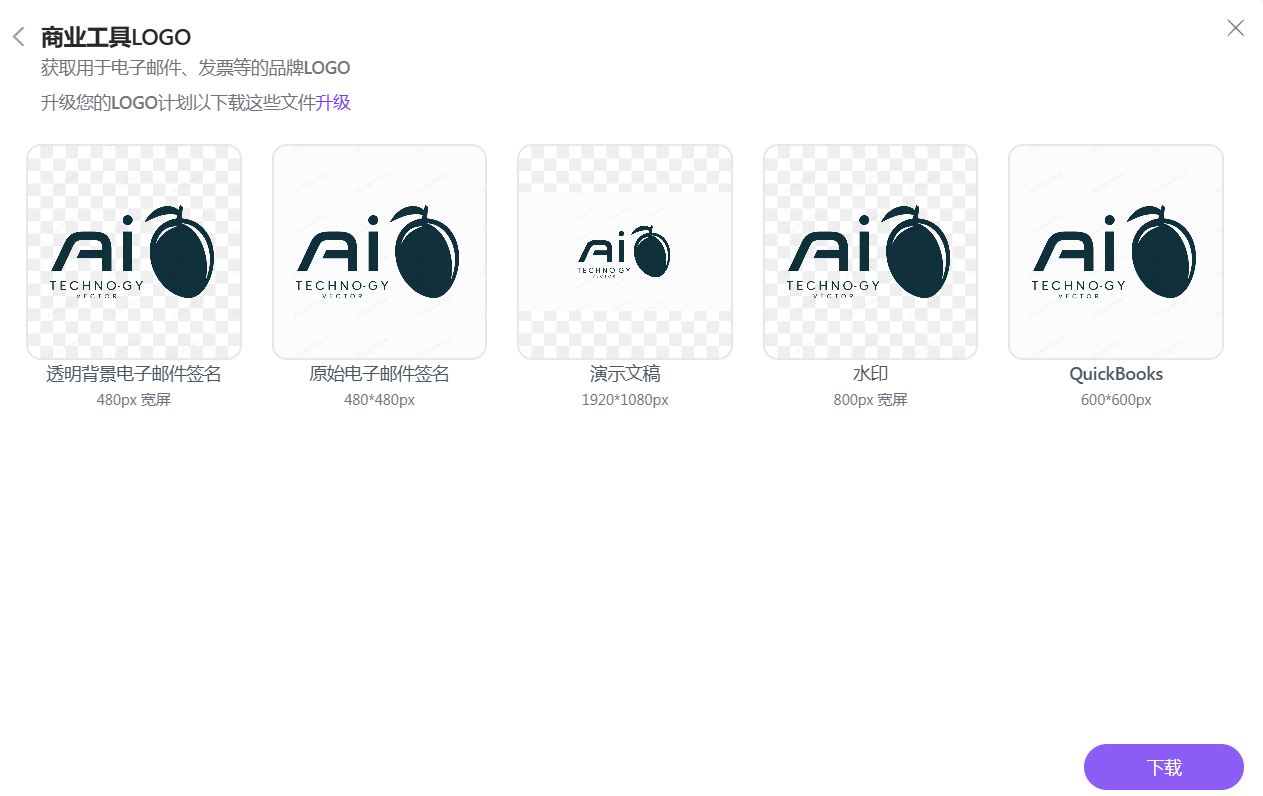 商业工具LOGO
获取用于电子邮件、发票等的品牌LOGO
升级您的LOGO计划以下载这些文件升级
Ai
TECHNO·GY
VECTOR
透明背景电子邮件签名
480px 宽屏
Ai
TECHNO·GY
VECTOR
原始电子邮件签名
480*480px
Ai
TECHNO·GY
VECTOR
演示文稿
1920*1080px
Ai
TECHNO·GY
VECTOR
水印
800px 宽屏
Ai
TECHNO·GY
VECTOR
QuickBooks
600*600px
下载